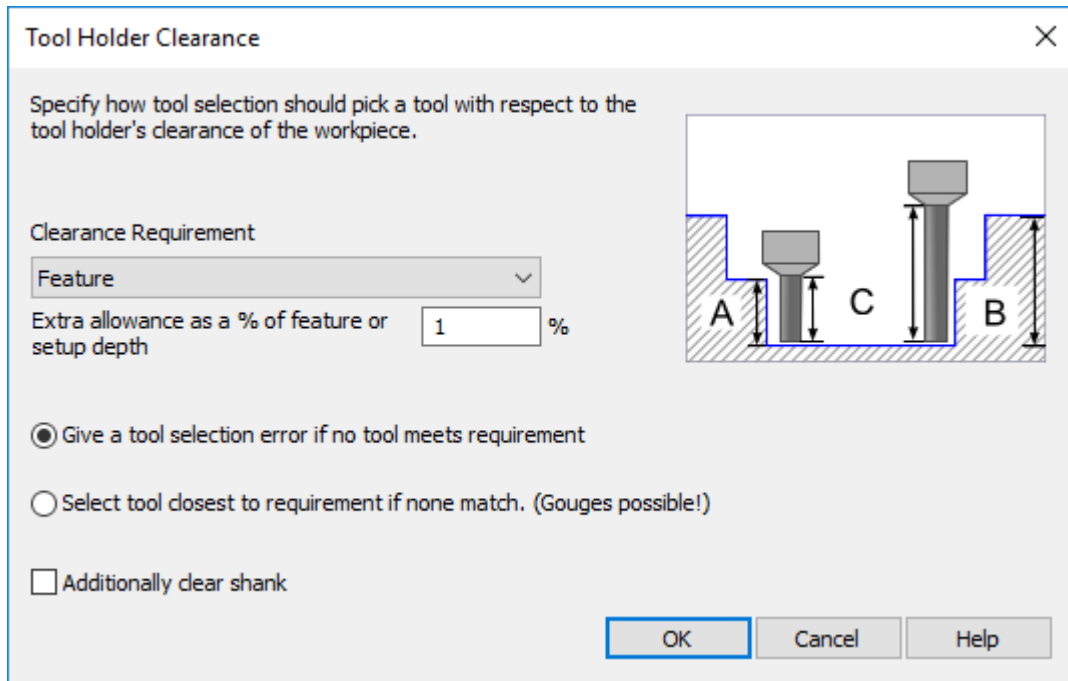 Tool Holder Clearance
Specify how tool selection should pick a tool with respect to the
tool holder's clearance of the workpiece.
Clearance Requirement
Feature
Extra allowance as a % of feature or
setup depth
1 %
A C B
Give a tool selection error if no tool meets requirement
Select tool closest to requirement if none match. (Gouges possible!)
Additionally clear shank
OK Cancel Help